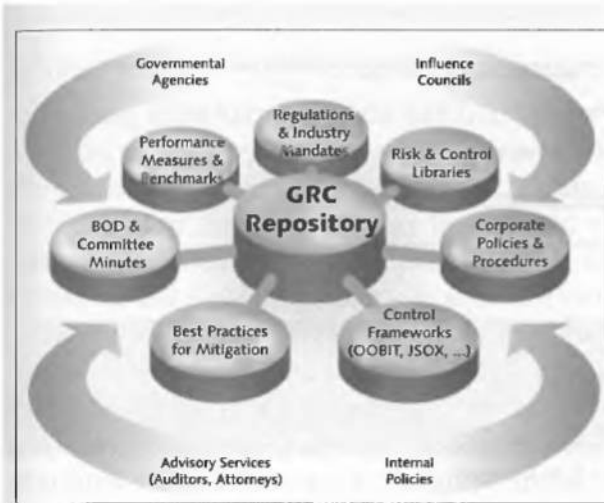 Governmental
Agencies
Influence
Councils
Regulations
& Industry
Mandates
Performance
Measures &
Benchmarks
Risk & Control
Libraries
GRC
Repository
BOD &
Committee
Minutes
Corporate
Policies &
Procedures
Best Practices
for Mitigation
Control
Frameworks
(OOBIT, JSOX, ...)
Advisory Services
(Auditors, Attorneys)
Internal
Policies